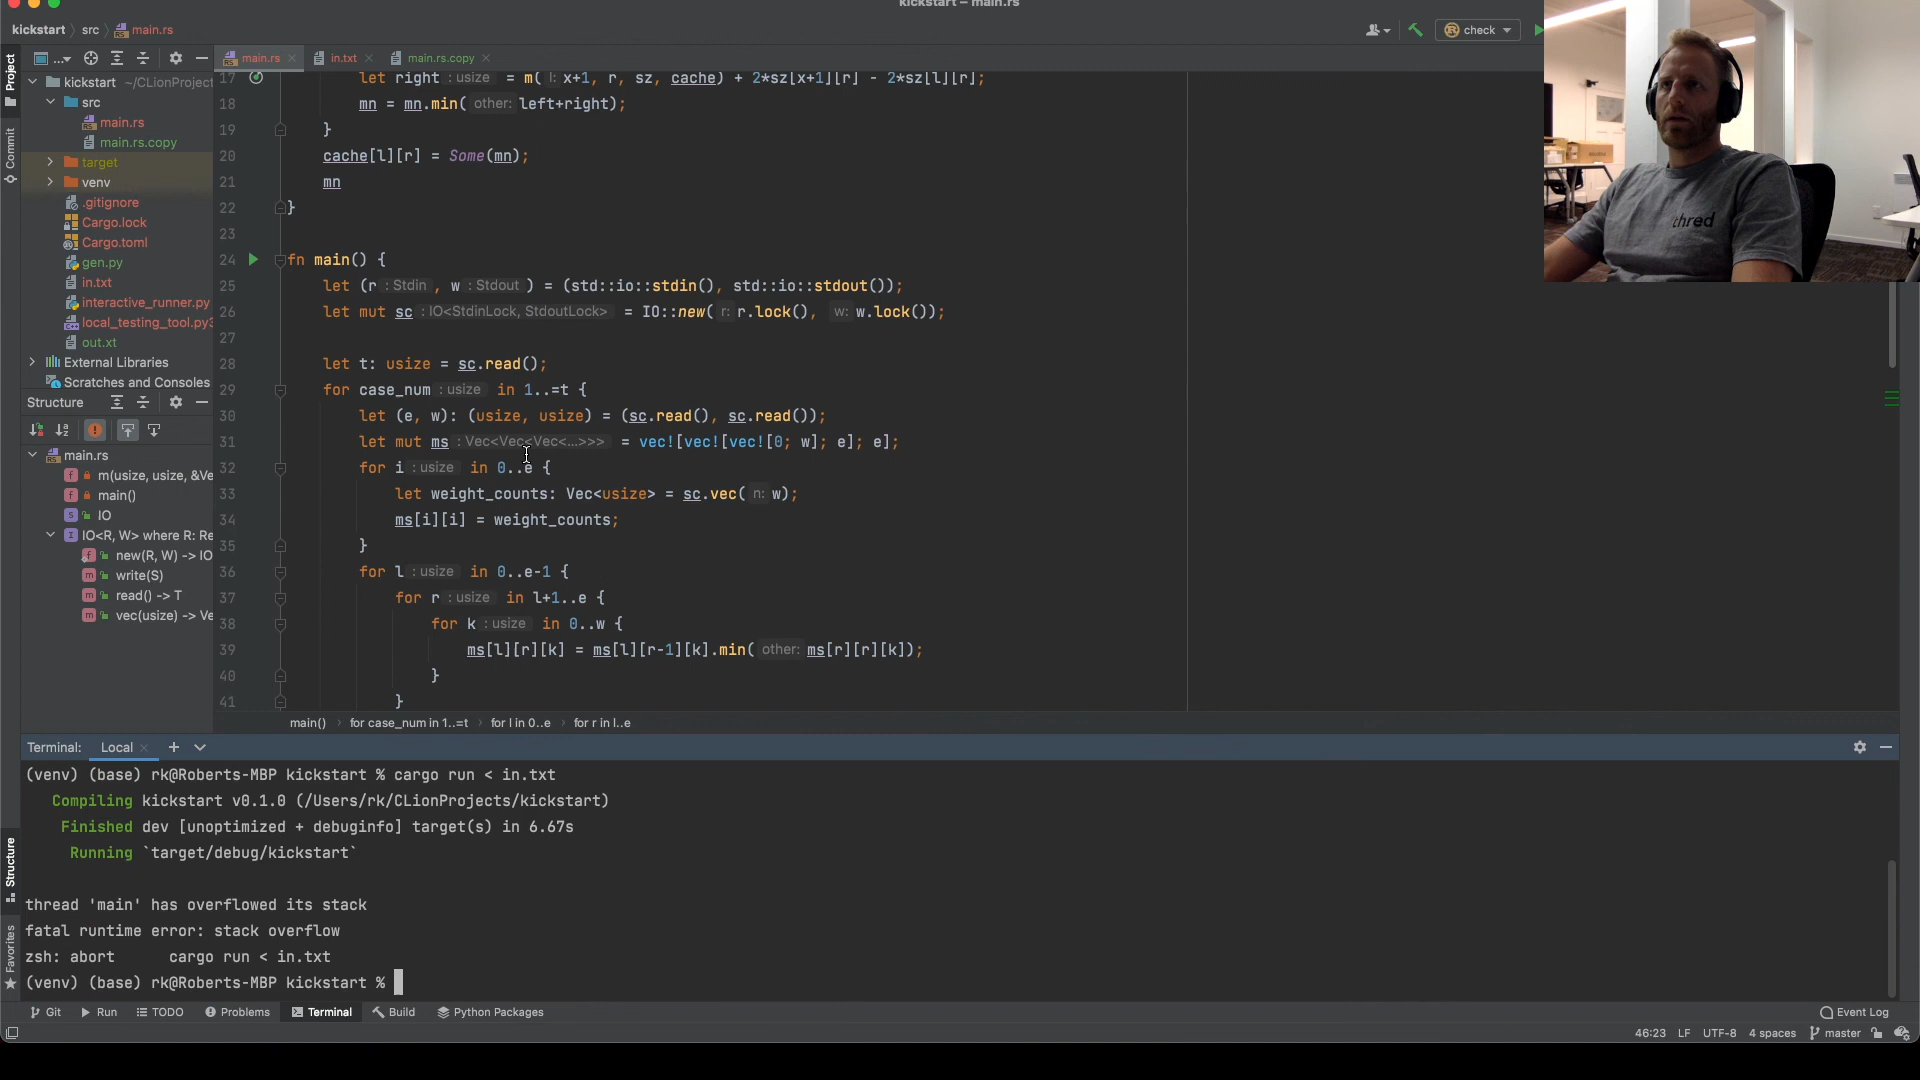 kickstart – main.rs
kickstart src main.rs
check
Project
main.rs
in.txt
main.rs.copy
kickstart ~/CLionProject
src
main.rs
main.rs.copy
target
venv
.gitignore
Cargo.lock
Cargo.toml
gen.py
in.txt
interactive_runner.py
local_testing_tool.py3
out.xt
External Libraries
Scratches and Consoles
Commit
Structure
main.rs
m(usize, usize, &Ve
main()
IO
IO<R, W> where R: Re
new(R, W) -> IO
write(S)
read() -> T
vec(usize) -> Ve
17 let right : usize = m( l: x+1, r, sz, cache) + 2*sz[x+1][r] - 2*sz[l][r];
18 mn = mn.min( other: left+right);
19 }
20 cache[l][r] = Some(mn);
21 mn
22 }
23
24 fn main() {
25 let (r : Stdin , w : Stdout ) = (std::io::stdin(), std::io::stdout());
26 let mut sc : IO<StdinLock, StdoutLock> = IO::new( r: r.lock(), w: w.lock());
27
28 let t: usize = sc.read();
29 for case_num : usize in 1..=t {
30 let (e, w): (usize, usize) = (sc.read(), sc.read());
31 let mut ms : Vec<Vec<Vec<...>>> = vec![vec![vec![0; w]; e]; e];
32 for i : usize in 0..e {
33 let weight_counts: Vec<usize> = sc.vec( n: w);
34 ms[i][i] = weight_counts;
35 }
36 for l : usize in 0..e-1 {
37 for r : usize in l+1..e {
38 for k : usize in 0..w {
39 ms[l][r][k] = ms[l][r-1][k].min( other: ms[r][r][k]);
40 }
41 }
main() for case_num in 1..=t for l in 0..e for r in l..e
Terminal: Local
(venv) (base) rk@Roberts-MBP kickstart % cargo run < in.txt
Compiling kickstart v0.1.0 (/Users/rk/CLionProjects/kickstart)
Finished dev [unoptimized + debuginfo] target(s) in 6.67s
Running `target/debug/kickstart`
thread 'main' has overflowed its stack
fatal runtime error: stack overflow
zsh: abort cargo run < in.txt
(venv) (base) rk@Roberts-MBP kickstart %
Structure
Favorites
Git Run TODO Problems Terminal Build Python Packages Event Log
46:23 LF UTF-8 4 spaces master